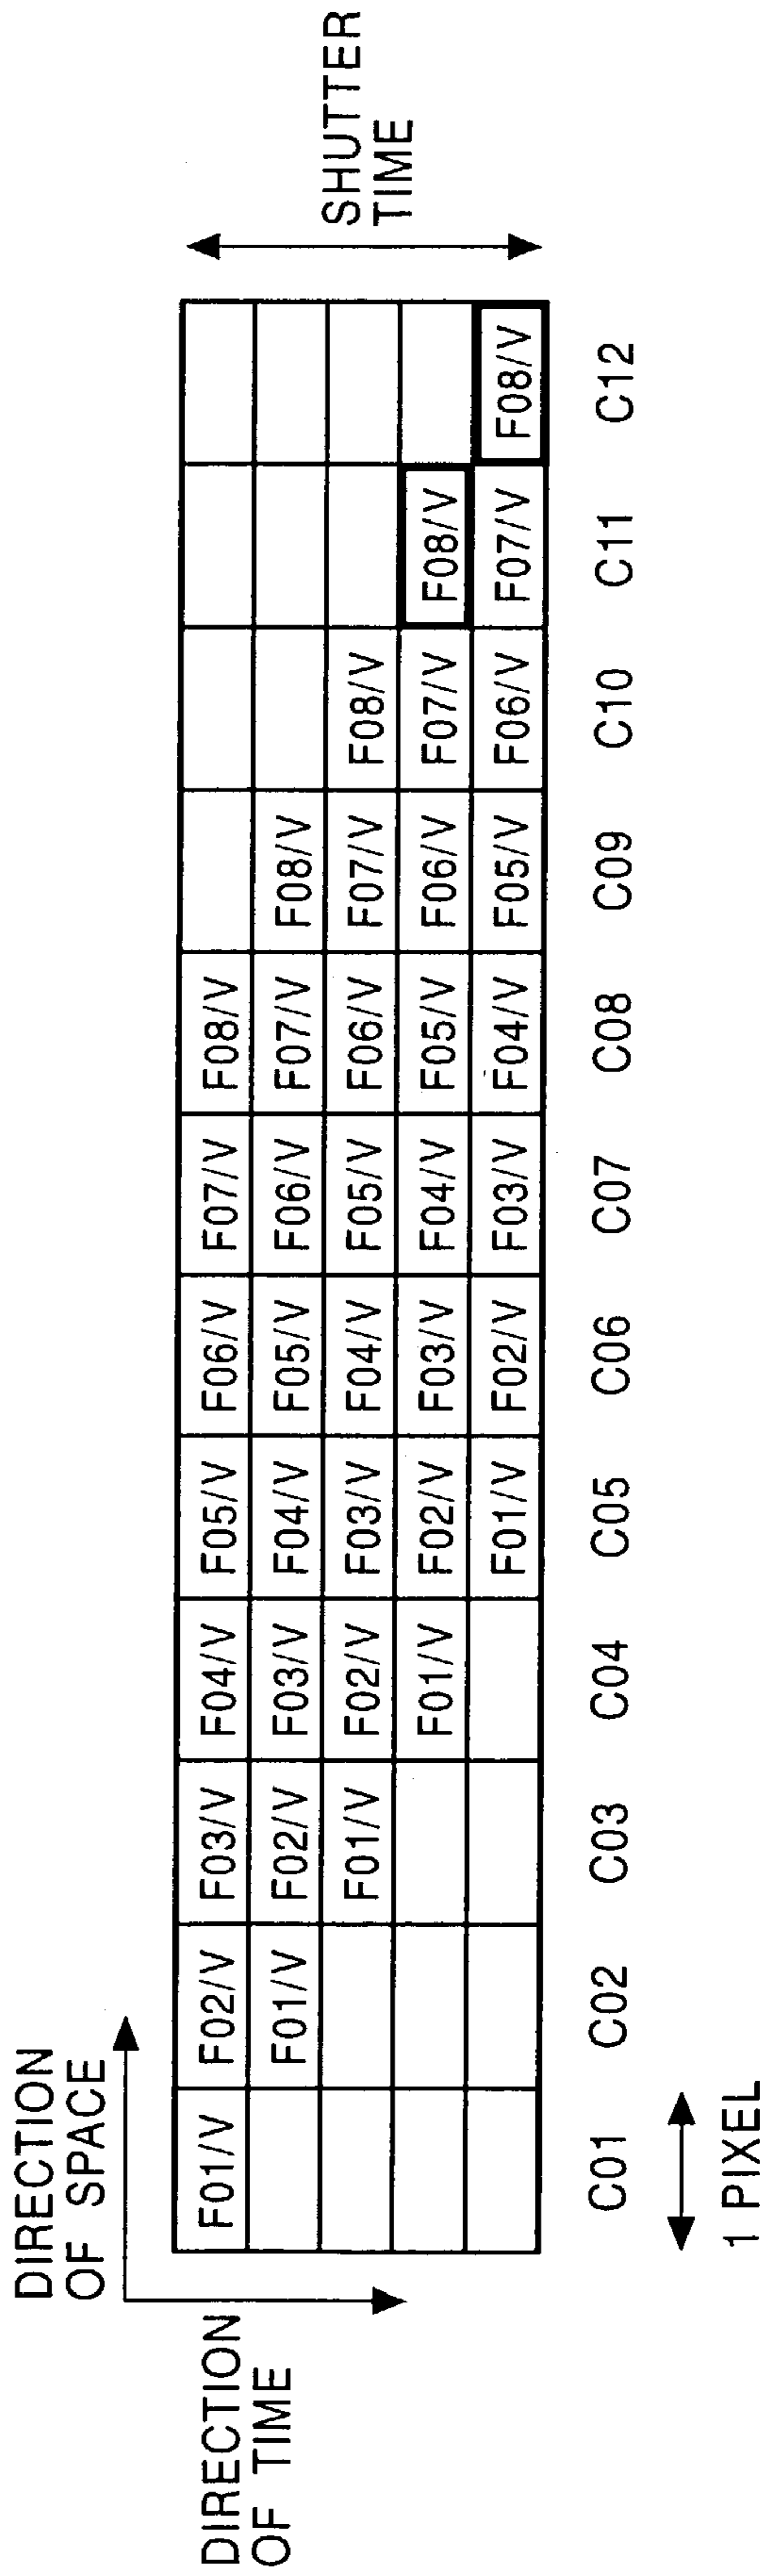 DIRECTION
OF SPACE
DIRECTION
OF TIME
SHUTTER
TIME
F01/V F02/V F03/V F04/V F05/V F06/V F07/V F08/V
F01/V F02/V F03/V F04/V F05/V F06/V F07/V F08/V
F01/V F02/V F03/V F04/V F05/V F06/V F07/V F08/V
F01/V F02/V F03/V F04/V F05/V F06/V F07/V F08/V
F01/V F02/V F03/V F04/V F05/V F06/V F07/V F08/V
C01 C02 C03 C04 C05 C06 C07 C08 C09 C10 C11 C12
1 PIXEL